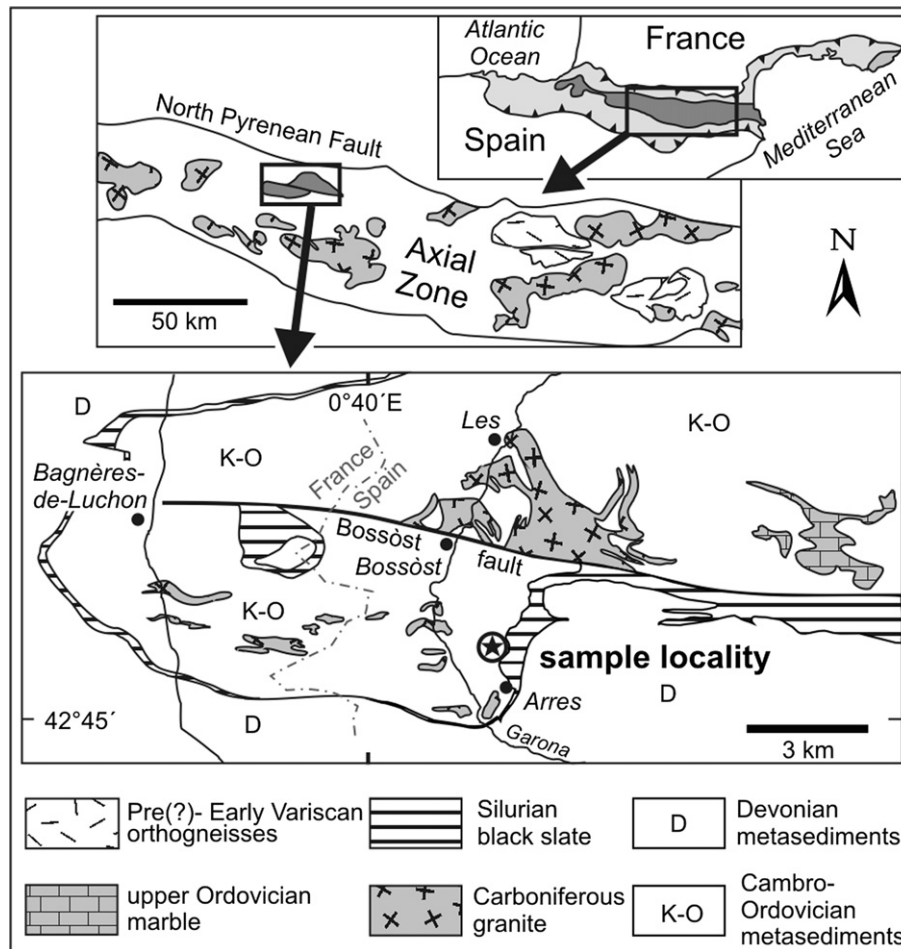 Atlantic
Ocean
France
Spain
Mediterranean
Sea
North Pyrenean Fault
Axial
Zone
50 km
N
D
0°40´E
Les
K-O
K-O
Bagnères-
de-Luchon
France
Spain
Bossòst
fault
Bossòst
K-O
sample locality
D
Arres
D
42°45´
Garona
3 km
Pre(?)- Early Variscan
orthogneisses
Silurian
black slate
D
Devonian
metasediments
upper Ordovician
marble
Carboniferous
granite
K-O
Cambro-
Ordovician
metasediments